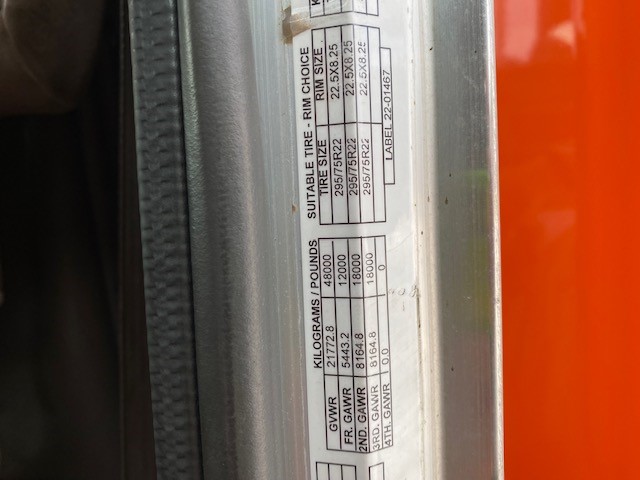 KILOGRAMS / POUNDS
GVWR 21772.8 48000
FR. GAWR 5443.2 12000
2ND. GAWR 8164.8 18000
3RD. GAWR 8164.8 18000
4TH. GAWR 0.0 0
SUITABLE TIRE - RIM CHOICE
TIRE SIZE RIM SIZE
295/75R22 22.5X8.25
295/75R22 22.5X8.25
295/75R22 22.5X8.25
LABEL 22-01467